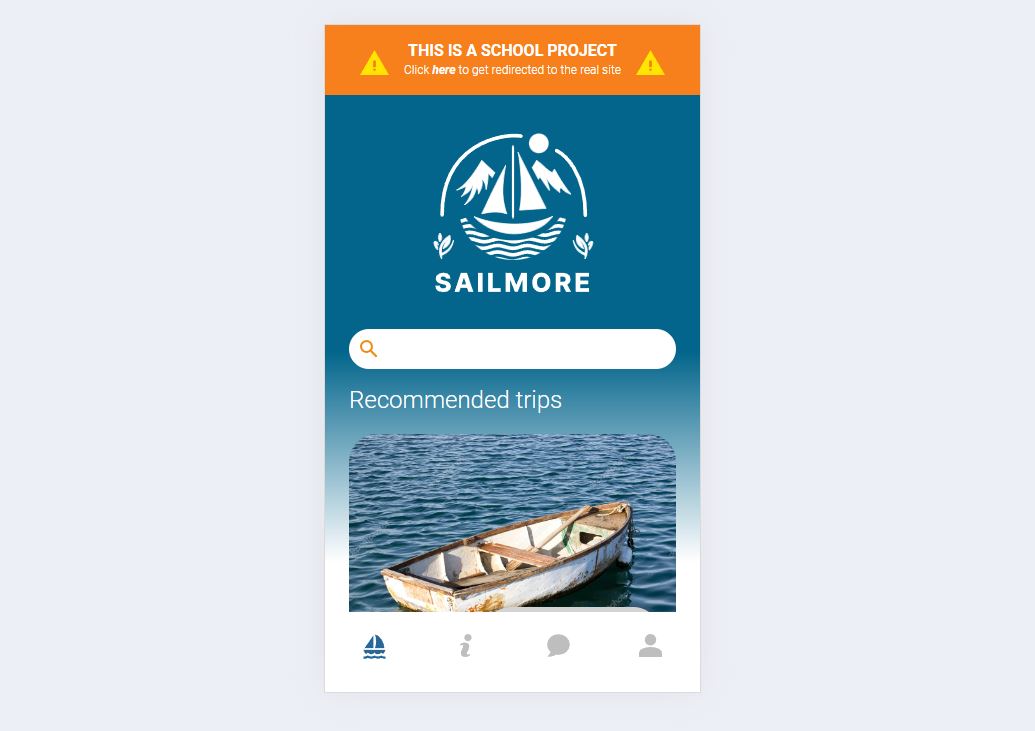 THIS IS A SCHOOL PROJECT
Click here to get redirected to the real site
SAILMORE
Recommended trips